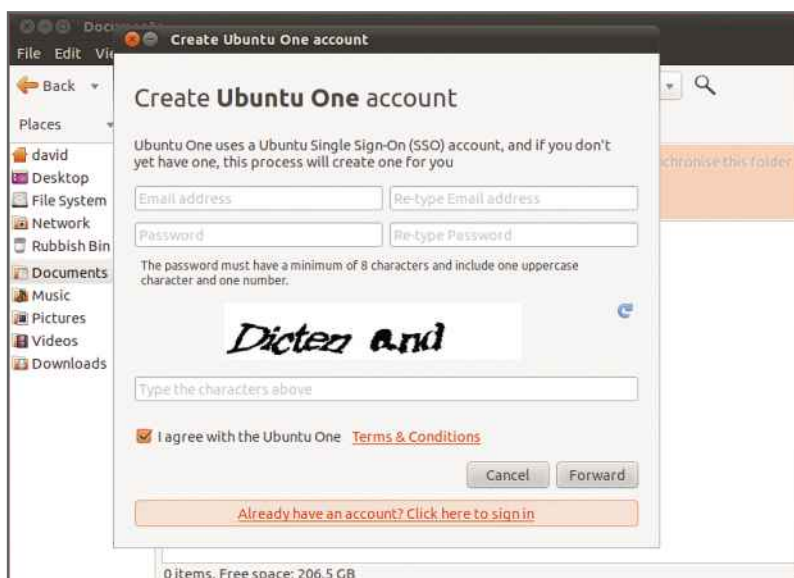 Documents
Create Ubuntu One account
File Edit
Back
Create Ubuntu One account
Places
Ubuntu One uses a Ubuntu Single Sign-On (SSO) account, and if you don't
yet have one, this process will create one for you
chronise this folder
david
Desktop
File System
Network
Rubbish Bin
Documents
Music
Pictures
Videos
Downloads
Email address Re-type Email address
Password Re-type Password
The password must have a minimum of 8 characters and include one uppercase
character and one number.
Dicten and
Type the characters above
I agree with the Ubuntu One Terms & Conditions
Cancel Forward
Already have an account? Click here to sign in
0 items, Free space: 206.5 GB